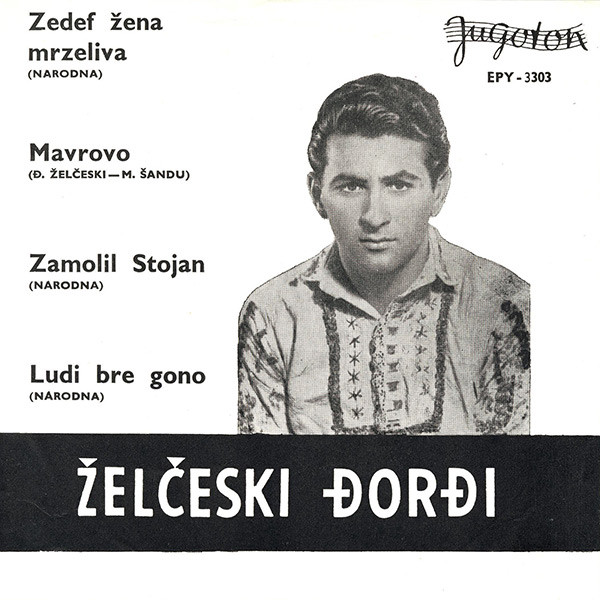 Zedef žena
mrzeliva
(NARODNA)
Mavrovo
(Đ. ŽELČESKI—M. ŠANDU)
Zamolil Stojan
(NARODNA)
Ludi bre gono
(NARODNA)
Jugoton
EPY - 3303
ŽELČESKI ĐORĐI